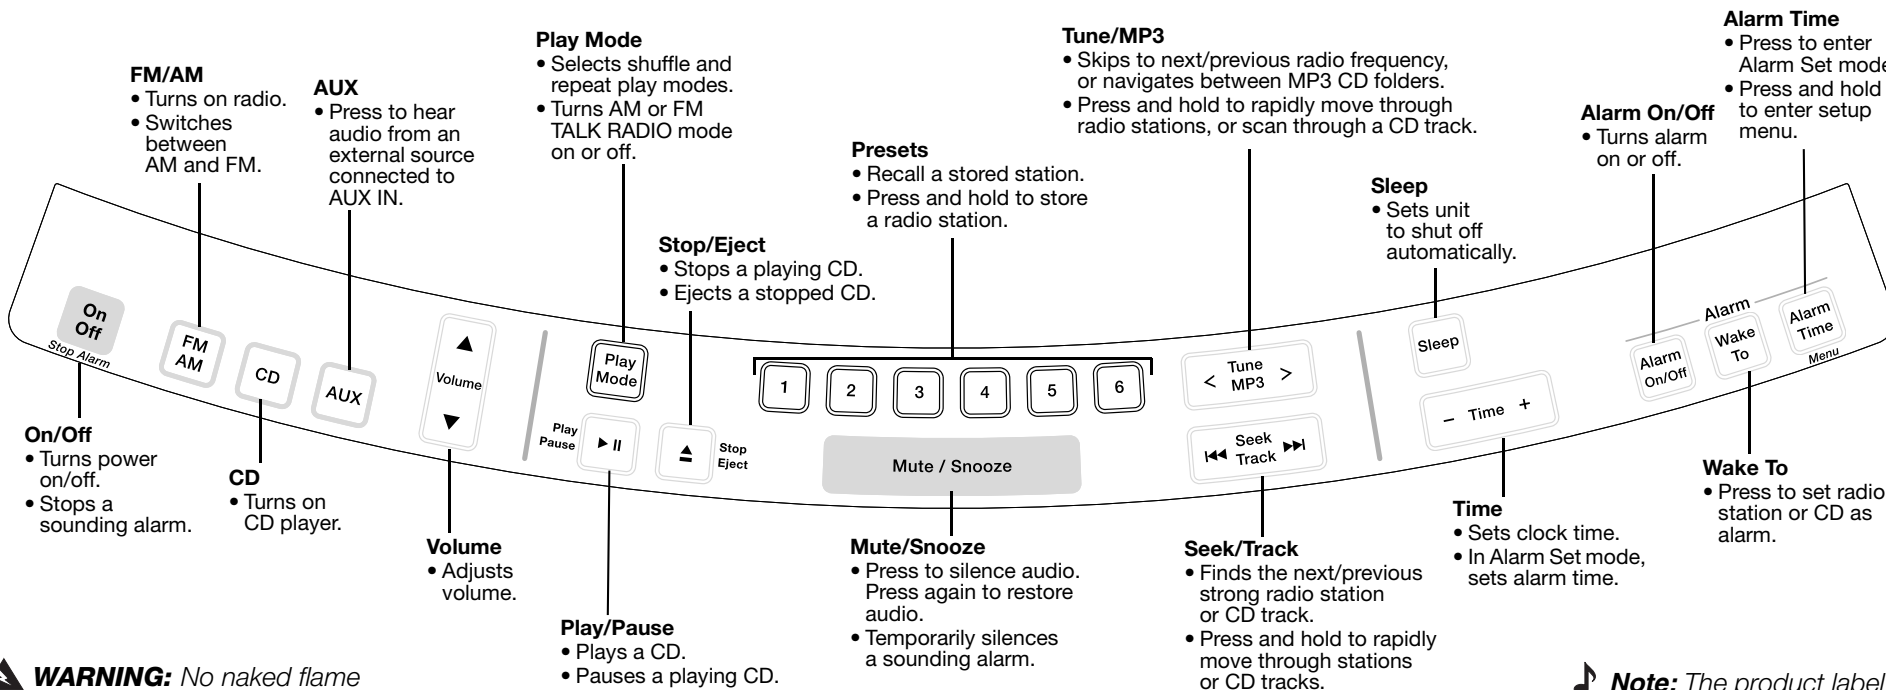 FM/AM
• Turns on radio.
• Switches
between
AM and FM.
AUX
• Press to hear
audio from an
external source
connected to
AUX IN.
Play Mode
• Selects shuffle and
repeat play modes.
• Turns AM or FM
TALK RADIO mode
on or off.
Stop/Eject
• Stops a playing CD.
• Ejects a stopped CD.
Presets
• Recall a stored station.
• Press and hold to store
a radio station.
Tune/MP3
• Skips to next/previous radio frequency,
or navigates between MP3 CD folders.
• Press and hold to rapidly move through
radio stations, or scan through a CD track.
Sleep
• Sets unit
to shut off
automatically.
Alarm On/Off
• Turns alarm
on or off.
Alarm Time
• Press to enter
Alarm Set mode
• Press and hold
to enter setup
menu.
On
Off
Stop Alarm
FM
AM
CD
AUX
Volume
Play
Mode
Play
Pause
Stop
Eject
1
2
3
4
5
6
Mute / Snooze
< Tune >
MP3
Seek
Track
Sleep
– Time +
Alarm
Alarm
On/Off
Wake
To
Alarm
Time
Menu
On/Off
• Turns power
on/off.
• Stops a
sounding alarm.
CD
• Turns on
CD player.
Volume
• Adjusts
volume.
Play/Pause
• Plays a CD.
• Pauses a playing CD.
Mute/Snooze
• Press to silence audio.
Press again to restore
audio.
• Temporarily silences
a sounding alarm.
Seek/Track
• Finds the next/previous
strong radio station
or CD track.
• Press and hold to rapidly
move through stations
or CD tracks.
Time
• Sets clock time.
• In Alarm Set mode,
sets alarm time.
Wake To
• Press to set radio
station or CD as
alarm.
WARNING: No naked flame
Note: The product label